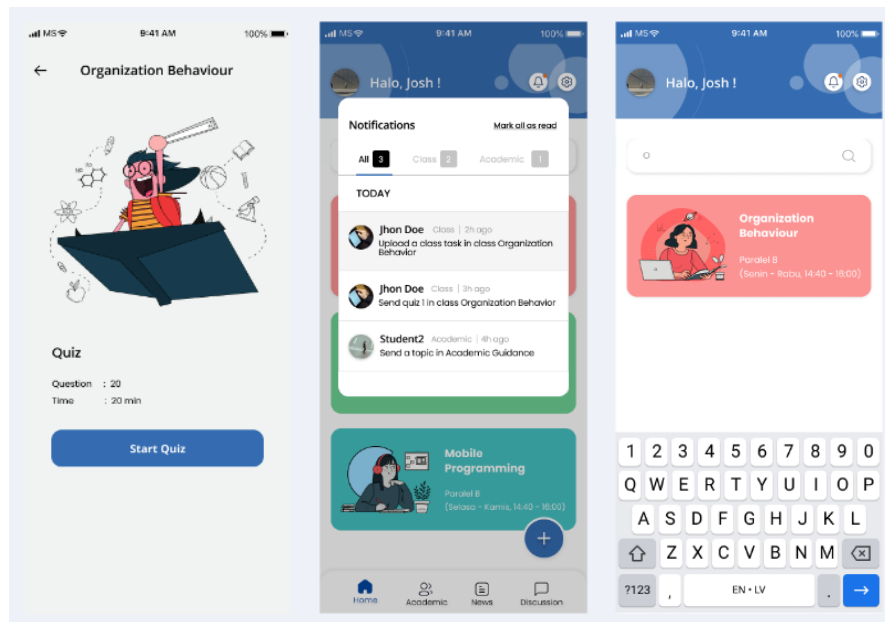 MS 9:41 AM 100%
Organization Behaviour
Quiz
Question : 20
Time : 20 min
Start Quiz
MS 9:41 AM 100%
Halo, Josh !
Notifications Mark all as read
All 3 Class 2 Academic 1
TODAY
Jhon Doe Class | 2h ago
Upload a class task in class Organization
Behavior
Jhon Doe Class | 3h ago
Send quiz 1 in class Organization Behavior
Student2 Academic | 4h ago
Send a topic in Academic Guidance
Mobile
Programming
Paralel B
(Selasa - Kamis, 14:40 - 16:00)
+
Home Academic News Discussion
MS 9:41 AM 100%
Halo, Josh !
o
Organization
Behaviour
Paralel B
(Senin - Rabu, 14:40 - 16:00)
1 2 3 4 5 6 7 8 9 0
Q W E R T Y U I O P
A S D F G H J K L
Z X C V B N M
?123 , EN • LV .